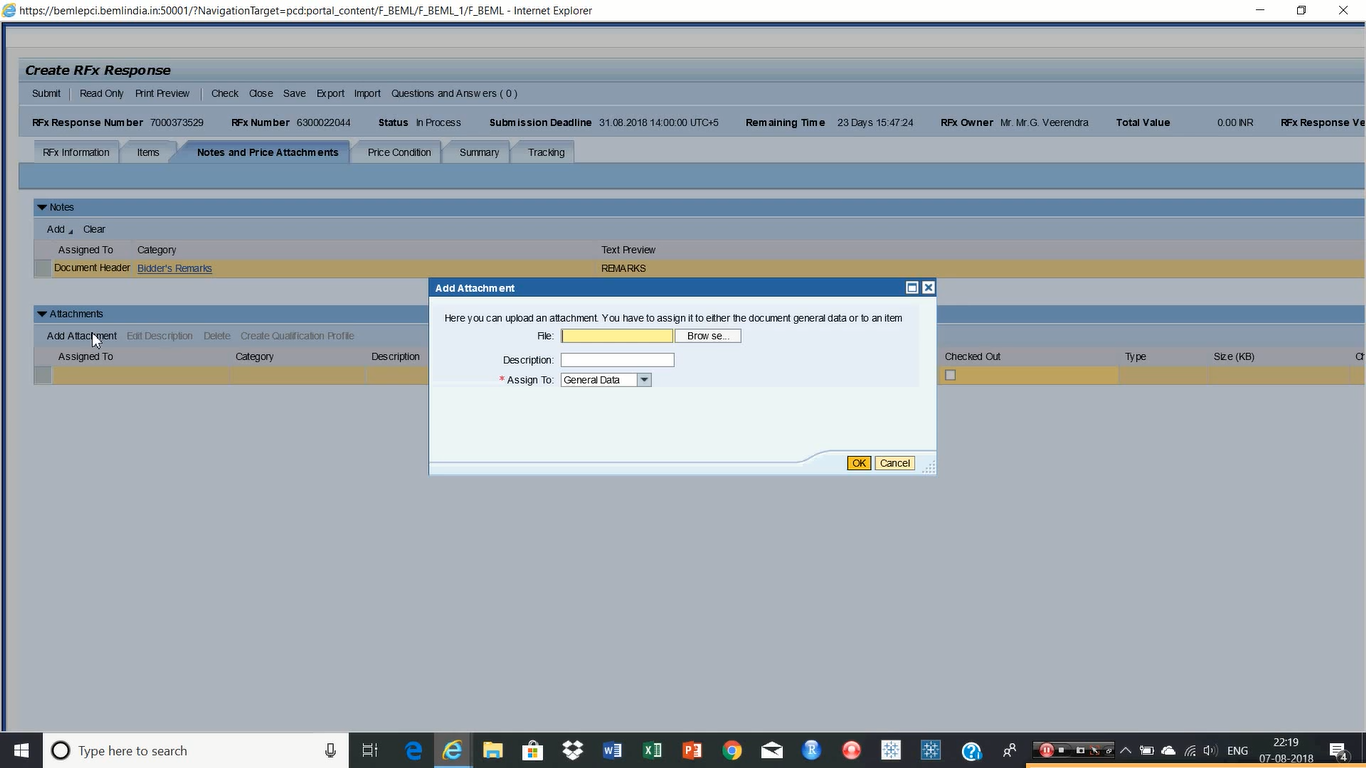 https://bemlepci.bemlindia.in:50001/?NavigationTarget=pcd:portal_content/F_BEML/F_BEML_1/F_BEML - Internet Explorer
Create RFx Response
Submit Read Only Print Preview Check Close Save Export Import Questions and Answers ( 0 )
RFx Response Number 7000373529 RFx Number 6300022044 Status In Process Submission Deadline 31.08.2018 14:00:00 UTC+5 Remaining Time 23 Days 15:47:24 RFx Owner Mr. Mr.G. Veerendra Total Value 0.00 INR RFx Response Ve
RFx Information Items Notes and Price Attachments Price Condition Summary Tracking
Notes
Add Clear
Assigned To Category Text Preview
Document Header Bidder's Remarks REMARKS
Attachments
Add Attachment Edit Description Delete Create Qualification Profile
Assigned To Category Description Checked Out Type Size (KB) Ch
Add Attachment
Here you can upload an attachment. You have to assign it to either the document general data or to an item
File: Browse...
Description:
* Assign To: General Data
OK Cancel
Type here to search
ENG
22:19
07-08-2018
4